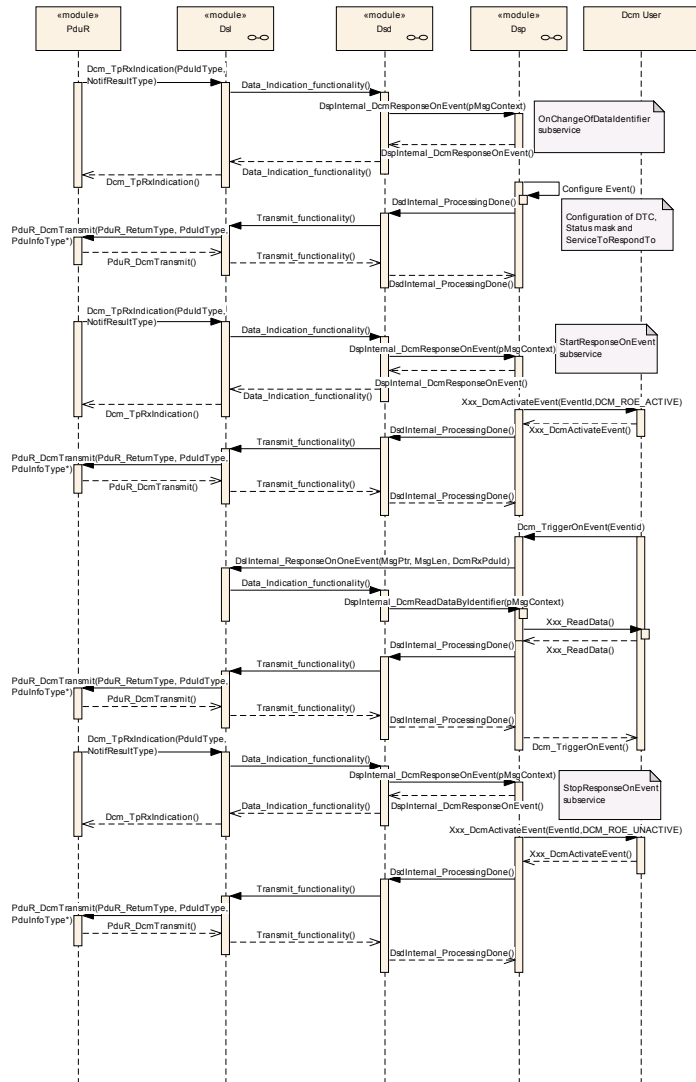 «module»
PduR
«module»
Dsl
«module»
Dsd
«module»
Dsp
Dcm User
Dcm_TpRxIndication(PduIdType,
NotifResultType)
Data_Indication_functionality()
DspInternal_DcmResponseOnEvent(pMsgContext)
OnChangeOfDataIdentifier
subservice
DspInternal_DcmResponseOnEvent()
Data_Indication_functionality()
Dcm_TpRxIndication()
Configure Event()
DsdInternal_ProcessingDone()
Configuration of DTC,
Status mask and
ServiceToRespondTo
Transmit_functionality()
PduR_DcmTransmit(PduR_ReturnType, PduIdType,
PduInfoType*)
PduR_DcmTransmit()
Transmit_functionality()
DsdInternal_ProcessingDone()
Dcm_TpRxIndication(PduIdType,
NotifResultType)
Data_Indication_functionality()
StartResponseOnEvent
subservice
DspInternal_DcmResponseOnEvent(pMsgContext)
DspInternal_DcmResponseOnEvent()
Data_Indication_functionality()
Dcm_TpRxIndication()
Xxx_DcmActivateEvent(EventId,DCM_ROE_ACTIVE)
Xxx_DcmActivateEvent()
DsdInternal_ProcessingDone()
Transmit_functionality()
PduR_DcmTransmit(PduR_ReturnType, PduIdType,
PduInfoType*)
PduR_DcmTransmit()
Transmit_functionality()
DsdInternal_ProcessingDone()
Dcm_TriggerOnEvent(EventId)
DslInternal_ResponseOnOneEvent(MsgPtr, MsgLen, DcmRxPduId)
Data_Indication_functionality()
DspInternal_DcmReadDataByIdentifier(pMsgContext)
Xxx_ReadData()
Xxx_ReadData()
DsdInternal_ProcessingDone()
Transmit_functionality()
PduR_DcmTransmit(PduR_ReturnType, PduIdType,
PduInfoType*)
PduR_DcmTransmit()
Transmit_functionality()
DsdInternal_ProcessingDone()
Dcm_TriggerOnEvent()
Dcm_TpRxIndication(PduIdType,
NotifResultType)
Data_Indication_functionality()
DspInternal_DcmResponseOnEvent(pMsgContext)
StopResponseOnEvent
subservice
DspInternal_DcmResponseOnEvent()
Data_Indication_functionality()
Dcm_TpRxIndication()
Xxx_DcmActivateEvent(EventId,DCM_ROE_UNACTIVE)
Xxx_DcmActivateEvent()
DsdInternal_ProcessingDone()
Transmit_functionality()
PduR_DcmTransmit(PduR_ReturnType, PduIdType,
PduInfoType*)
PduR_DcmTransmit()
Transmit_functionality()
DsdInternal_ProcessingDone()